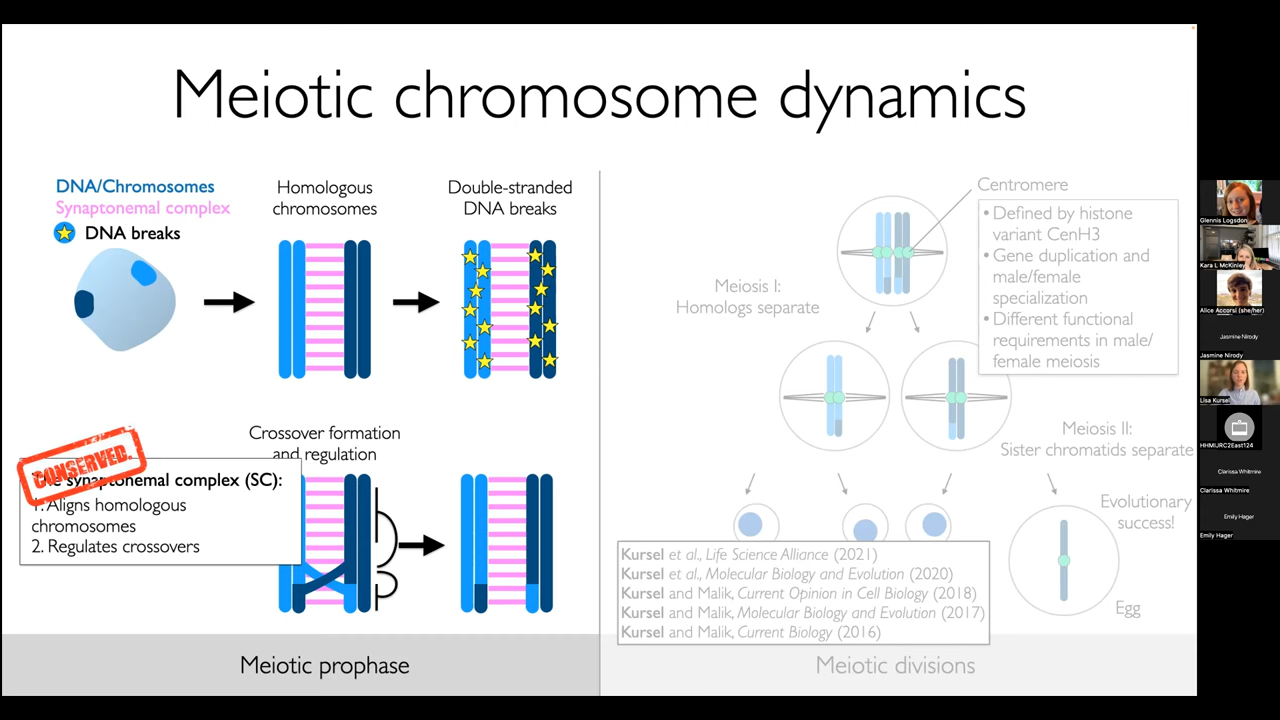 Meiotic chromosome dynamics
DNA/Chromosomes
Synaptonemal complex
DNA breaks
Homologous
chromosomes
Double-stranded
DNA breaks
Crossover formation
and regulation
CONSERVED.
synaptonemal complex (SC):
1. Aligns homologous
chromosomes
2. Regulates crossovers
Meiotic prophase
Centromere
• Defined by histone
variant CenH3
• Gene duplication and
male/female
specialization
• Different functional
requirements in male/
female meiosis
Meiosis I:
Homologs separate
Meiosis II:
Sister chromatids separate
Evolutionary
success!
Egg
Kursel et al., Life Science Alliance (2021)
Kursel et al., Molecular Biology and Evolution (2020)
Kursel and Malik, Current Opinion in Cell Biology (2018)
Kursel and Malik, Molecular Biology and Evolution (2017)
Kursel and Malik, Current Biology (2016)
Meiotic divisions
Glennis Logsdon
Kara L McKinley
Alice Accorsi (she/her)
Jasmine Nirody
Jasmine Nirody
Lisa Kursel
HHMIJRC2East124
Clarissa Whitmire
Clarissa Whitmire
Emily Hager
Emily Hager